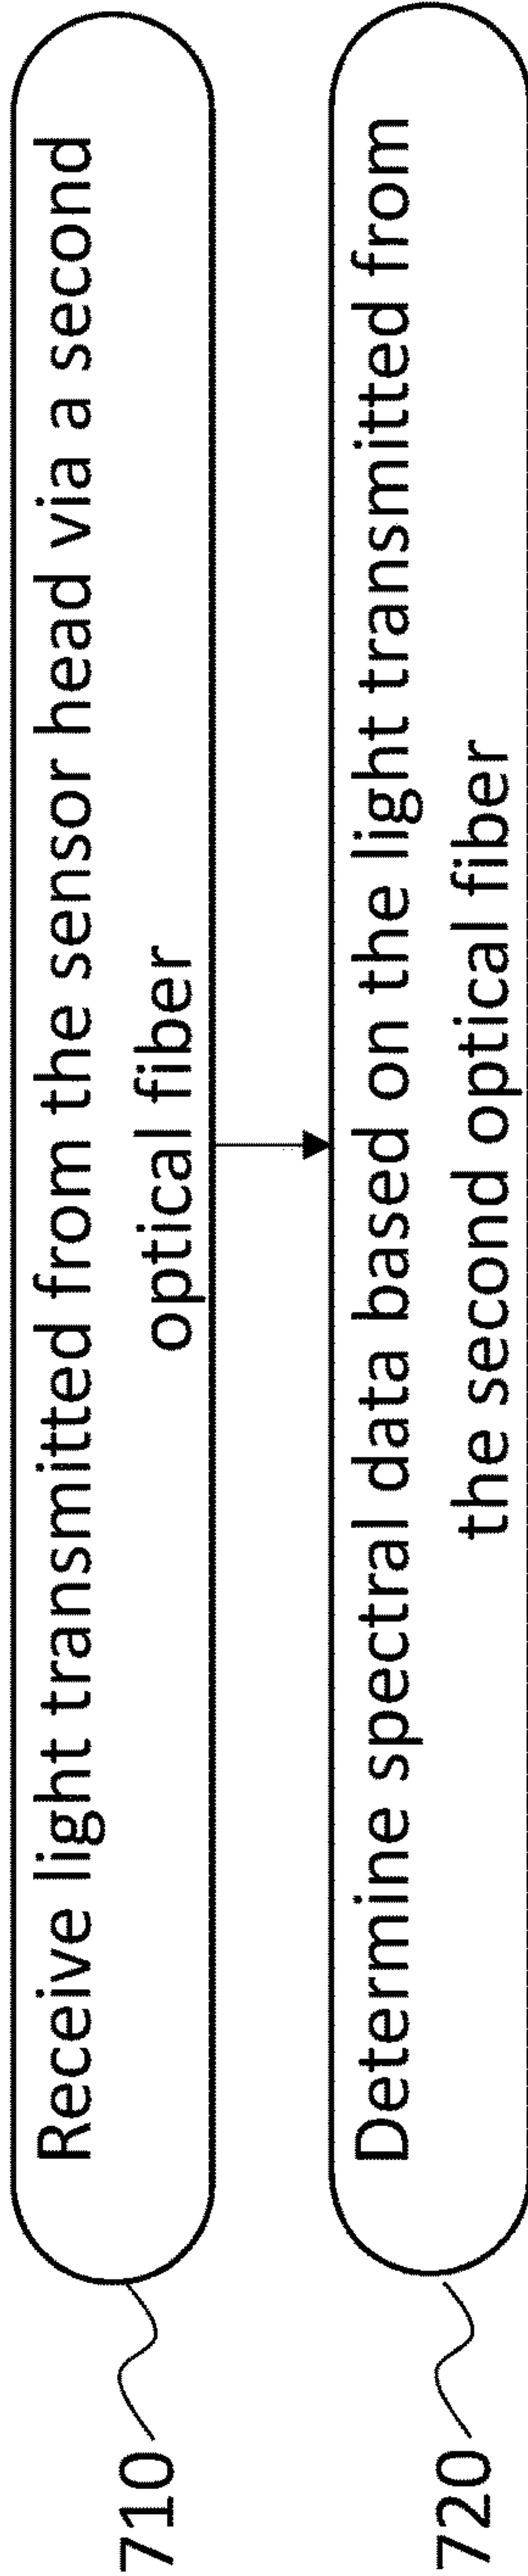 710
Receive light transmitted from the sensor head via a second
optical fiber
720
Determine spectral data based on the light transmitted from
the second optical fiber